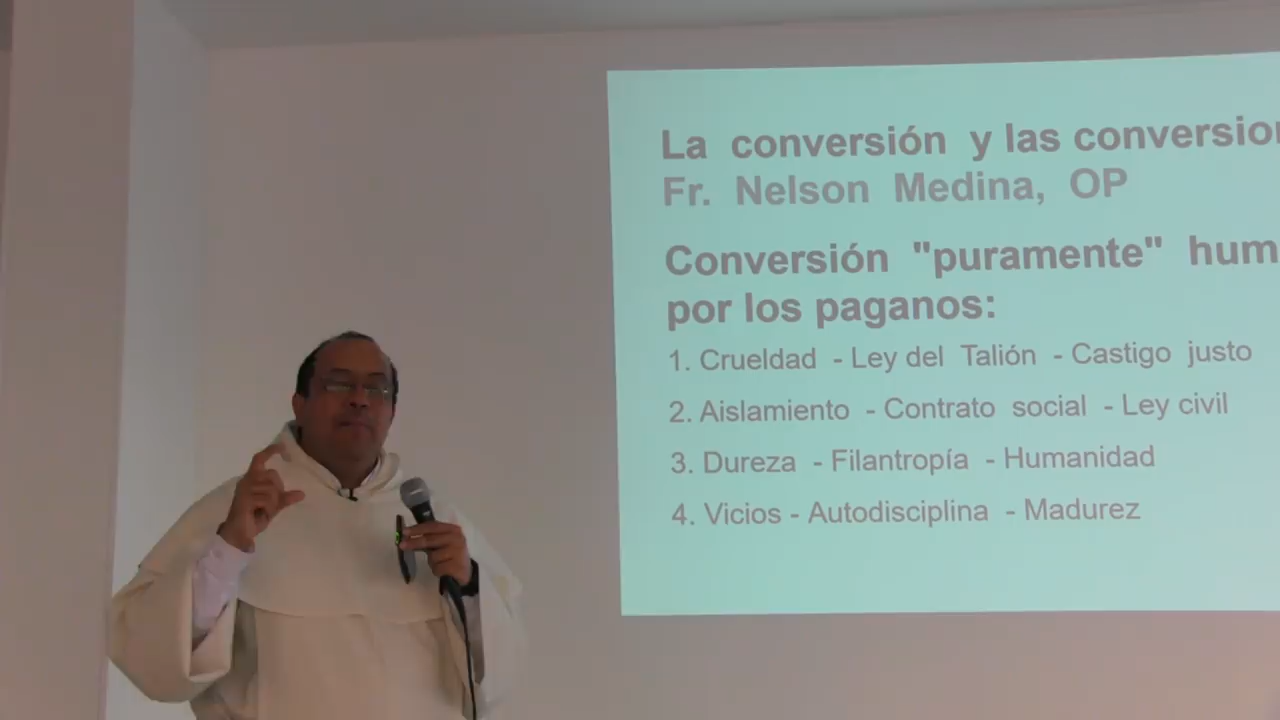 La conversión y las conversio
Fr. Nelson Medina, OP
Conversión "puramente" hum
por los paganos:
1. Crueldad - Ley del Talión - Castigo justo
2. Aislamiento - Contrato social - Ley civil
3. Dureza - Filantropía - Humanidad
4. Vicios - Autodisciplina - Madurez